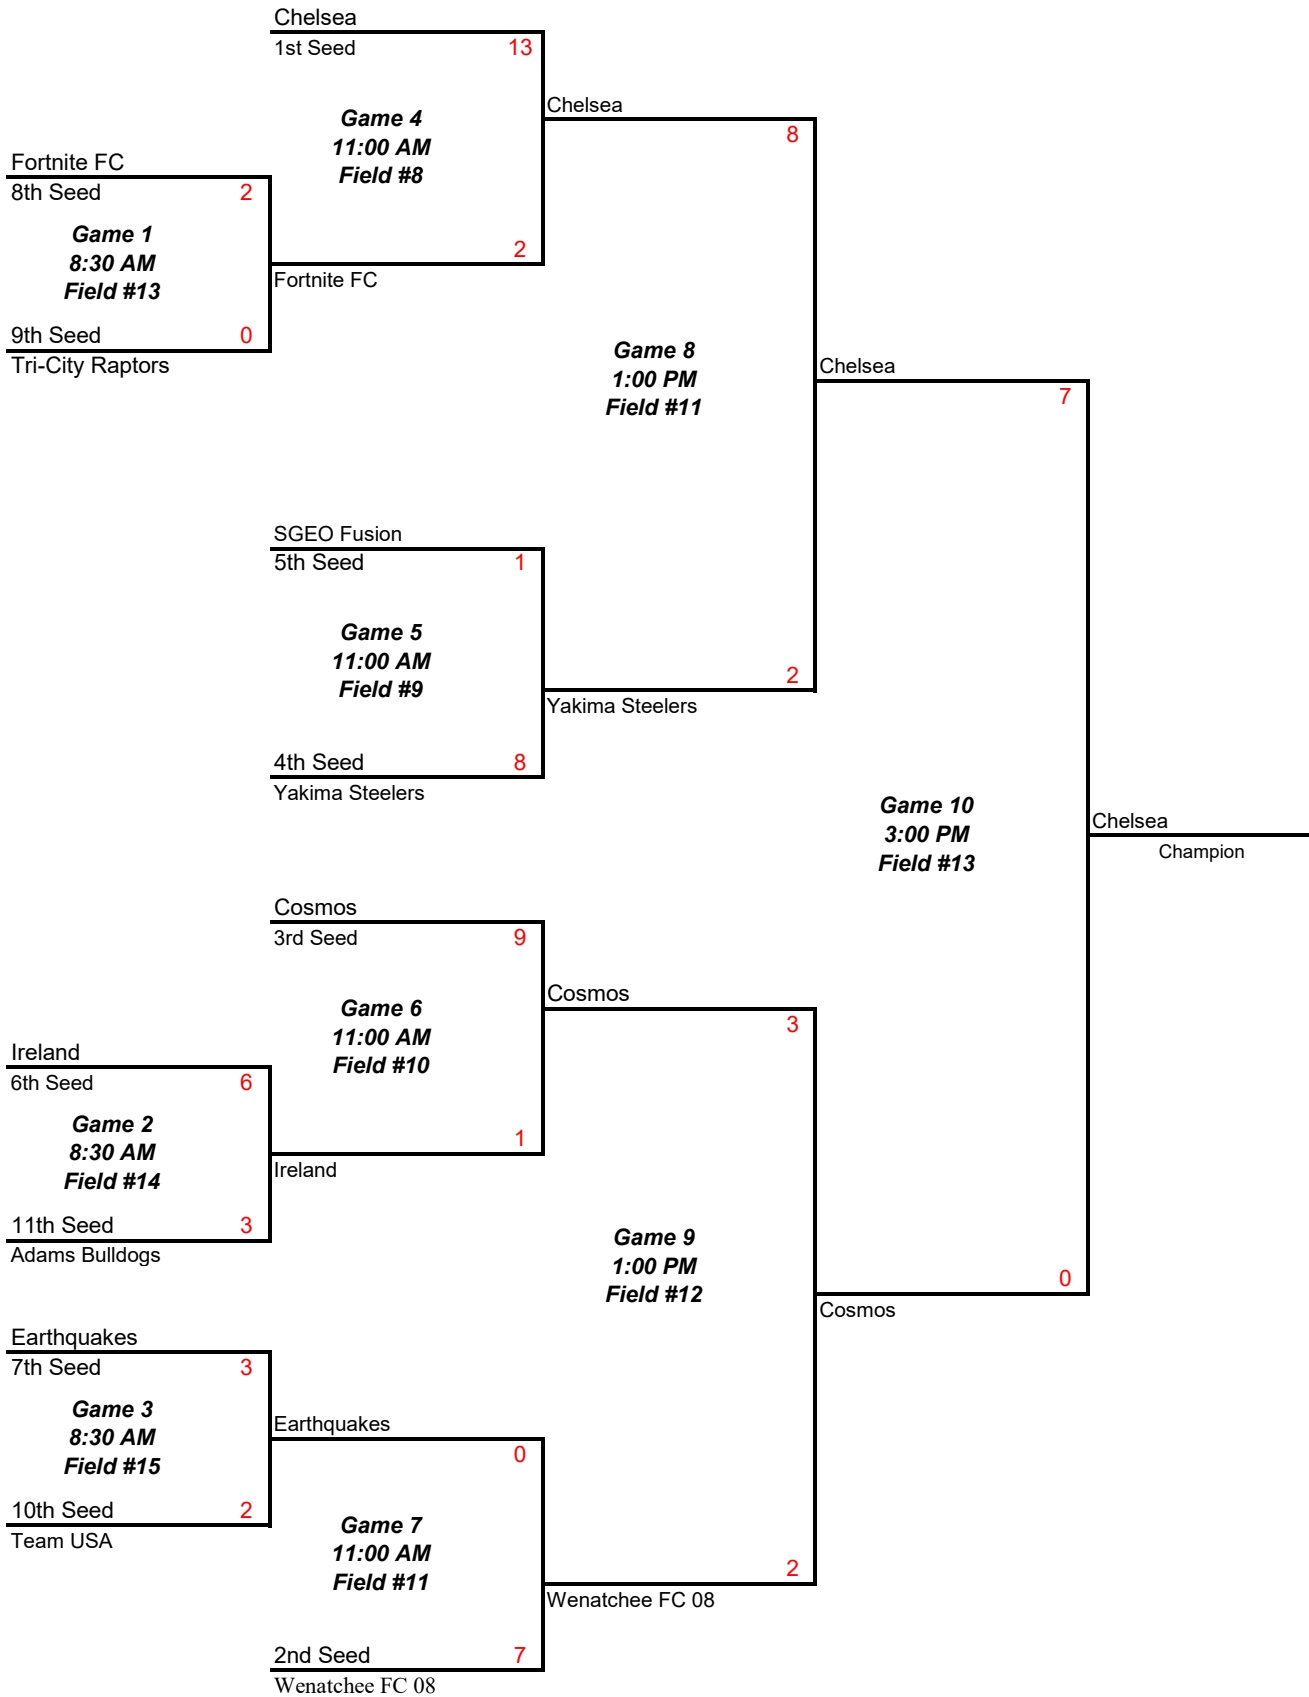 Chelsea
1st Seed 13
Game 4
11:00 AM
Field #8
Chelsea
8
Fortnite FC
8th Seed 2
Game 1
8:30 AM
Field #13
2
Fortnite FC
9th Seed 0
Tri-City Raptors
Game 8
1:00 PM
Field #11
Chelsea
7
SGEO Fusion
5th Seed 1
Game 5
11:00 AM
Field #9
2
Yakima Steelers
4th Seed 8
Yakima Steelers
Game 10
3:00 PM
Field #13
Chelsea
Champion
Cosmos
3rd Seed 9
Game 6
11:00 AM
Field #10
Cosmos
3
Ireland
6th Seed 6
Game 2
8:30 AM
Field #14
1
Ireland
11th Seed 3
Adams Bulldogs
Game 9
1:00 PM
Field #12
0
Cosmos
Earthquakes
7th Seed 3
Game 3
8:30 AM
Field #15
Earthquakes
0
10th Seed 2
Team USA
Game 7
11:00 AM
Field #11
2
Wenatchee FC 08
2nd Seed 7
Wenatchee FC 08